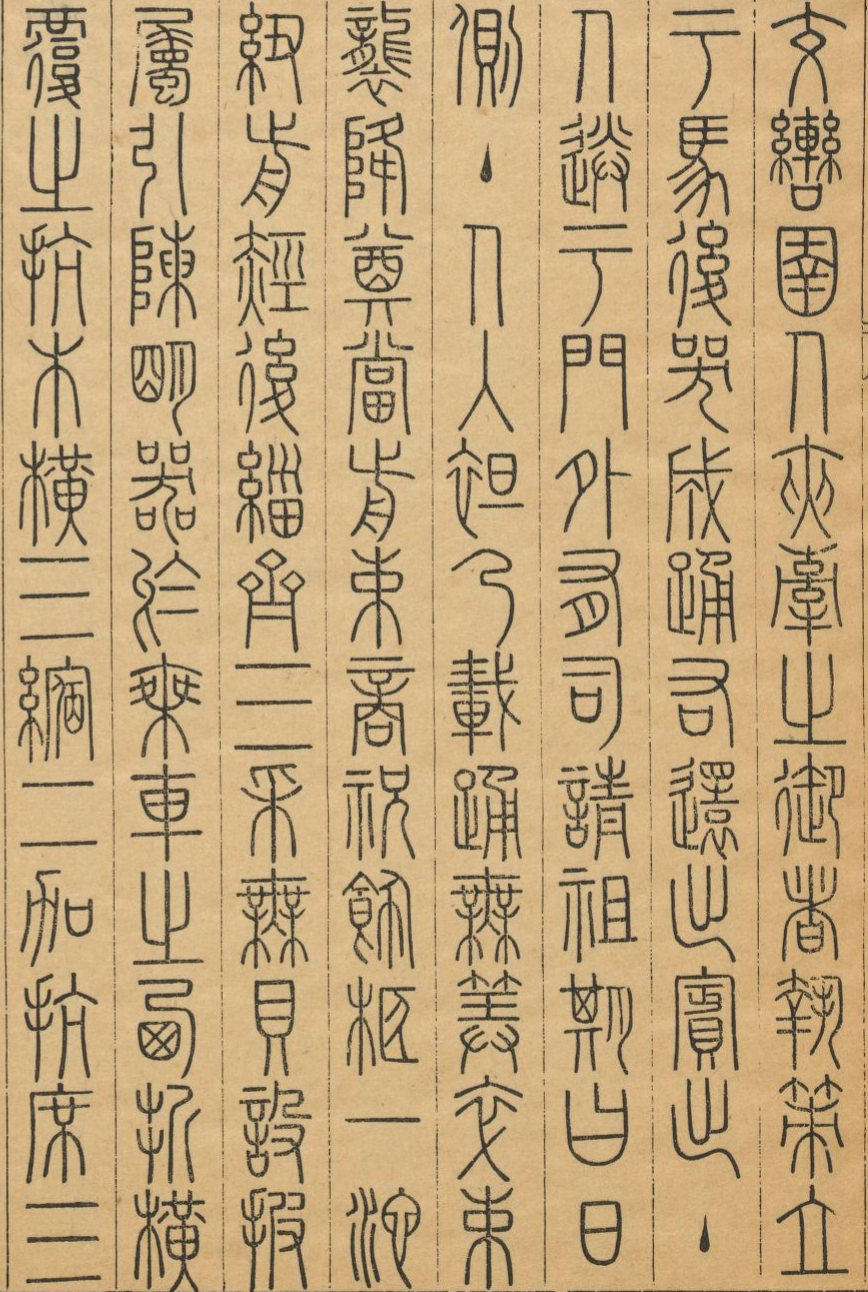 交轡圉人夾牽之御者執策立
于馬後哭成踊右還出賓出主
人送于門外有司請祖期曰日
側主人入袒乃載踊無筭卒束
襲降奠當前束商祝飾柩一池
紐前經後緇齊三采無貝設披
屬引陳明器於乘車之西折橫
覆之抗木橫三縮二加抗席三